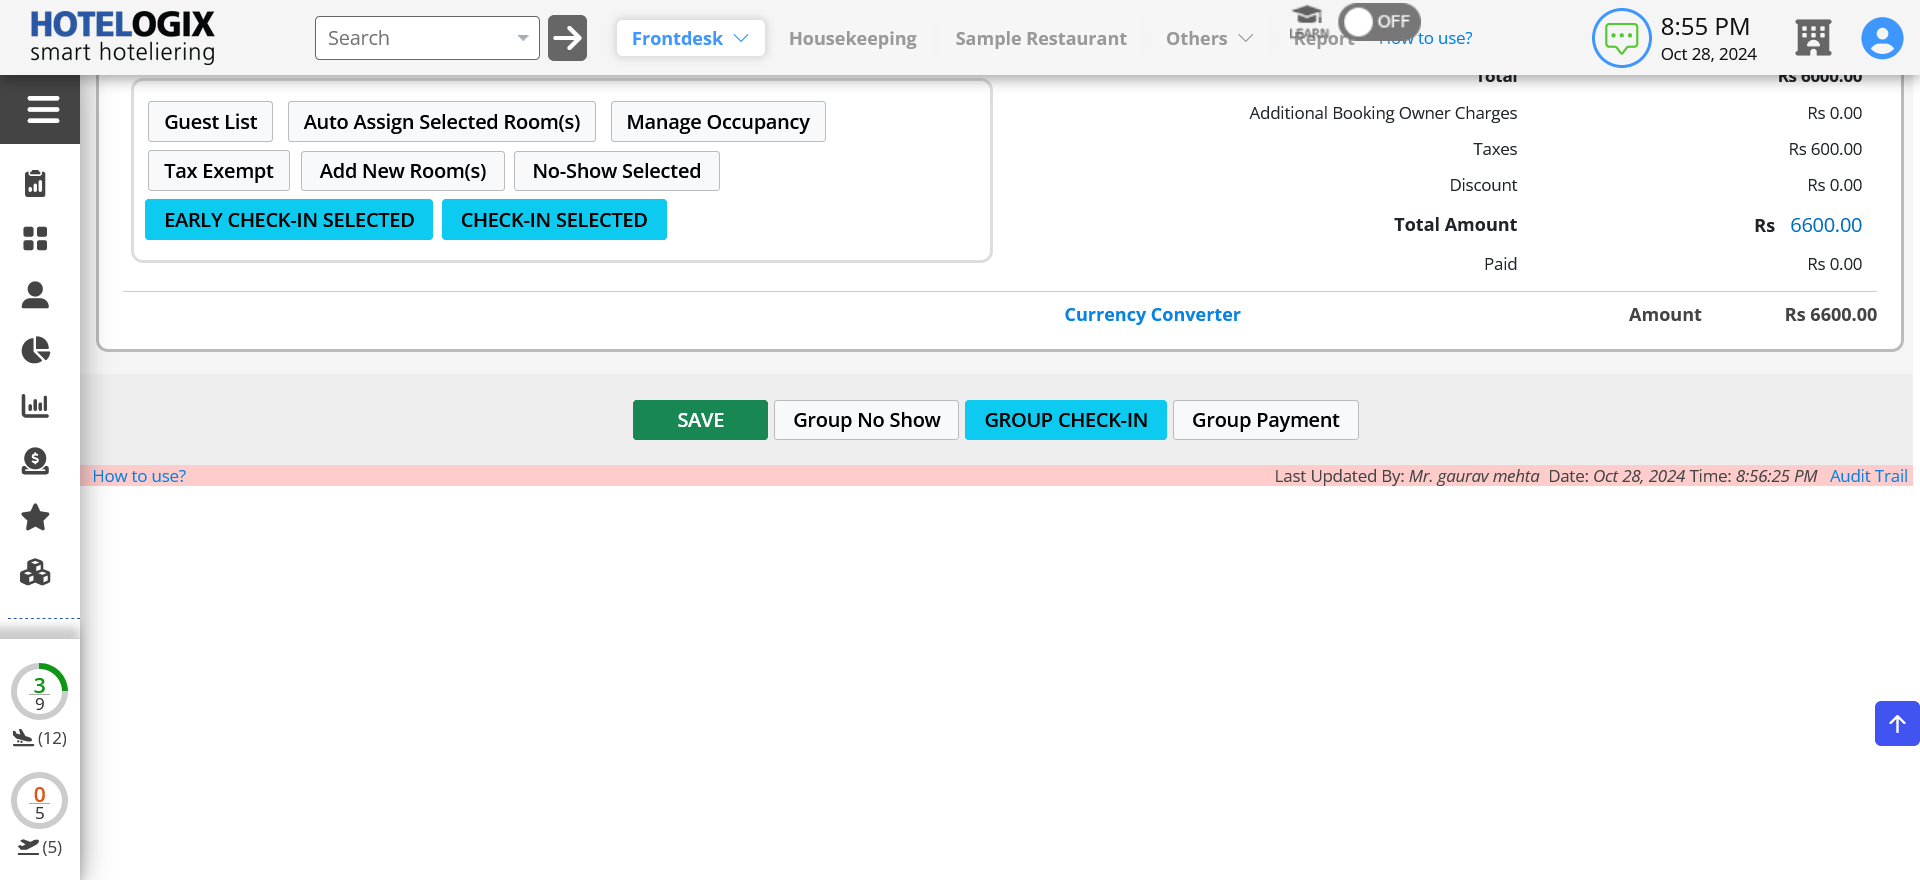 HOTELOGIX
smart hoteliering
Search
Frontdesk
Housekeeping
Sample Restaurant
Others
Report
LEARN
OFF
How to use?
8:55 PM
Oct 28, 2024
Total Rs 6000.00
Guest List Auto Assign Selected Room(s) Manage Occupancy
Tax Exempt Add New Room(s) No-Show Selected
EARLY CHECK-IN SELECTED CHECK-IN SELECTED
Additional Booking Owner Charges Rs 0.00
Taxes Rs 600.00
Discount Rs 0.00
Total Amount Rs 6600.00
Paid Rs 0.00
Currency Converter Amount Rs 6600.00
SAVE Group No Show GROUP CHECK-IN Group Payment
How to use? Last Updated By: Mr. gaurav mehta Date: Oct 28, 2024 Time: 8:56:25 PM Audit Trail
3
9
(12)
0
5
(5)